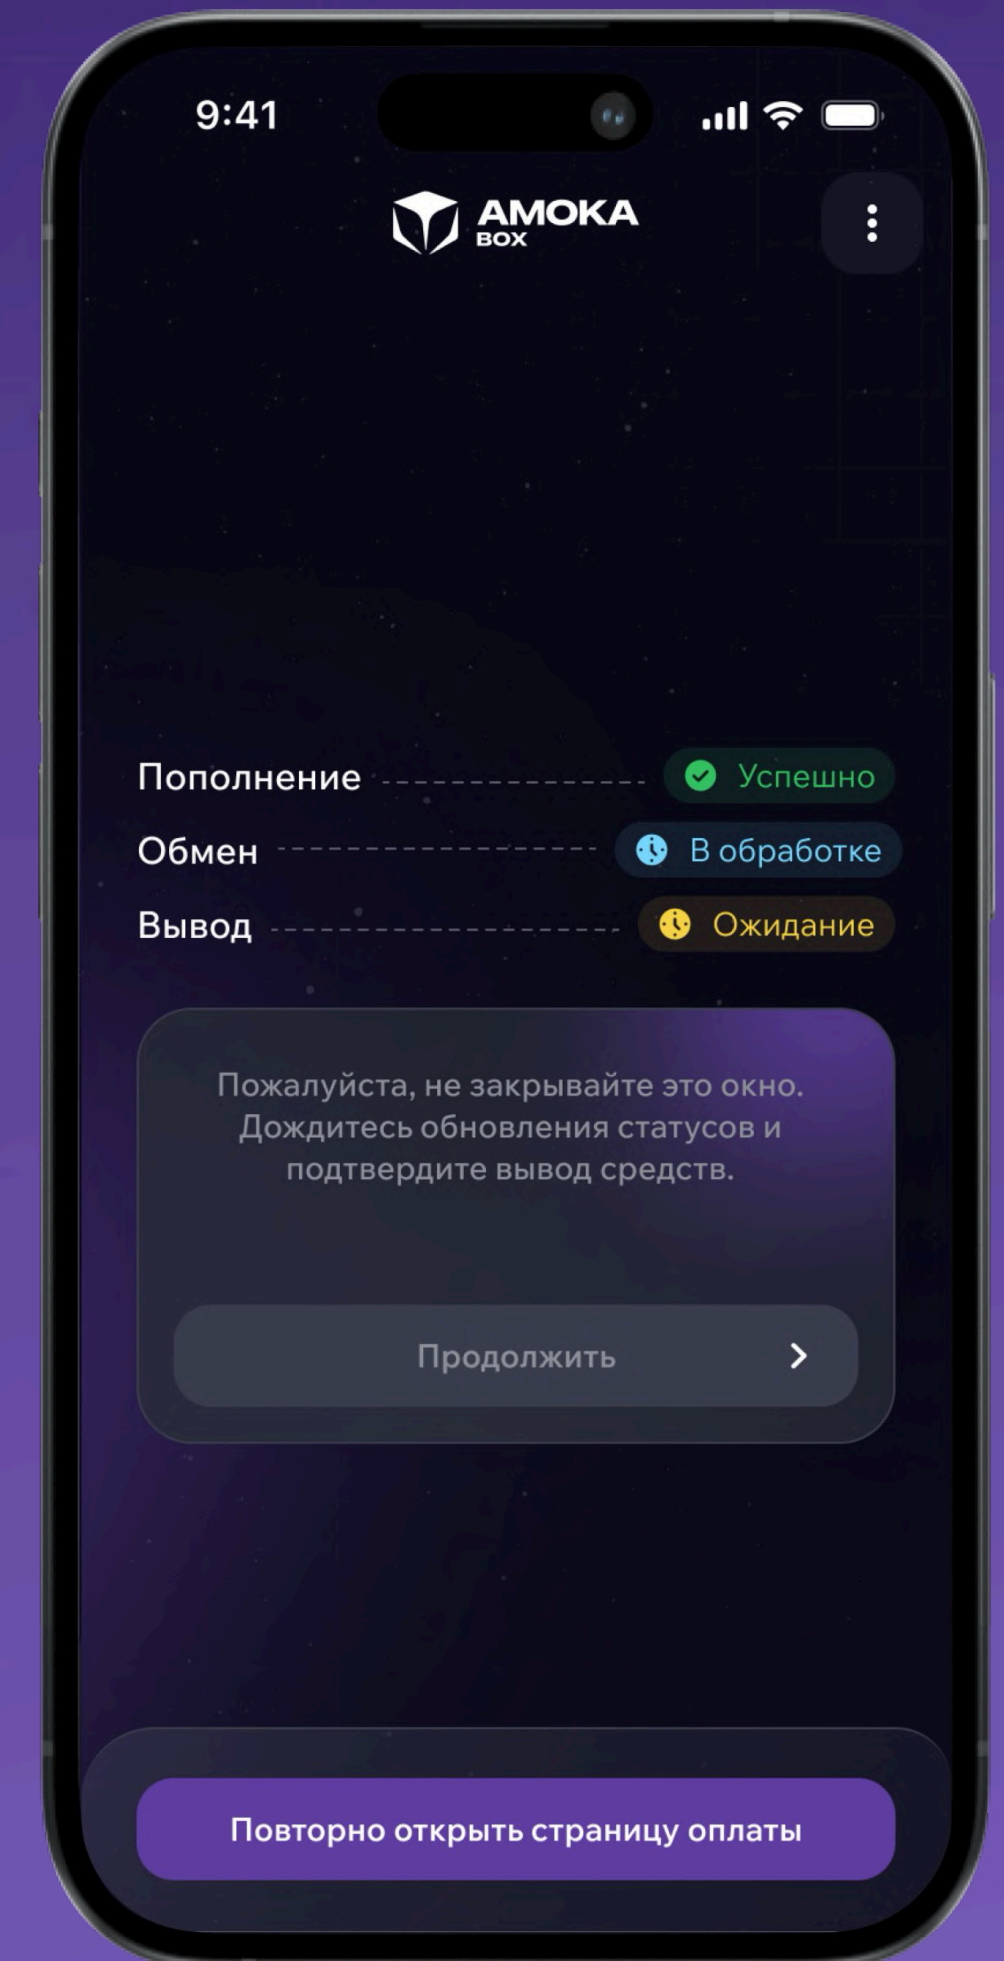 9:41
AMOKA
BOX
Пополнение Успешно
Обмен В обработке
Вывод Ожидание
Пожалуйста, не закрывайте это окно.
Дождитесь обновления статусов и
подтвердите вывод средств.
Продолжить
Повторно открыть страницу оплаты